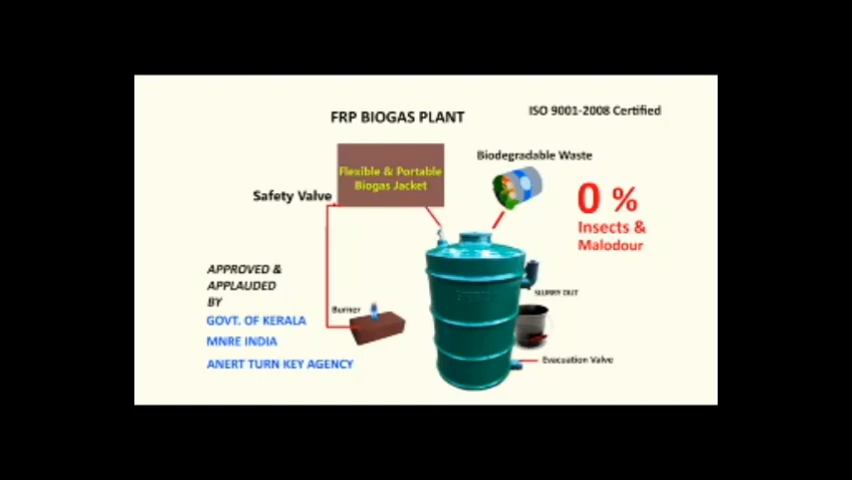 FRP BIOGAS PLANT
ISO 9001-2008 Certified
Flexible & Portable
Biogas Jacket
Biodegradable Waste
Safety Valve
0 %
Insects &
Malodour
APPROVED &
APPLAUDED
BY
GOVT. OF KERALA
MNRE INDIA
ANERT TURN KEY AGENCY
Burner
SLURRY OUT
Evacuation Valve